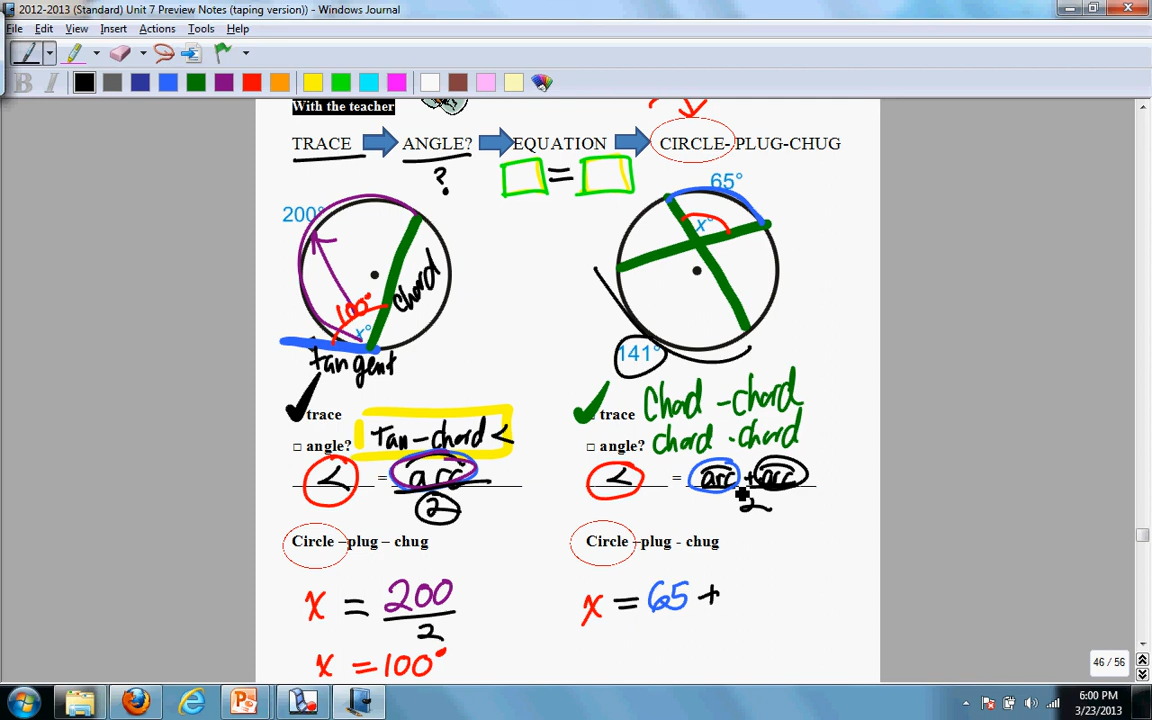 2012-2013 (Standard) Unit 7 Preview Notes (taping version)) - Windows Journal
File Edit View Insert Actions Tools Help
B I
With the teacher
TRACE ANGLE? EQUATION CIRCLE- PLUG-CHUG
? =
200° 65°
x°
chord
100°
x°
tangent 141°
trace Chod -chord
□ angle? Tan-chord <
□ angle? chord -chord
< = arc / 2
< = arc + arc / 2
Circle –plug – chug Circle –plug - chug
x = 200 / 2
x = 65 +
x = 100°
46 / 56
6:00 PM
3/23/2013